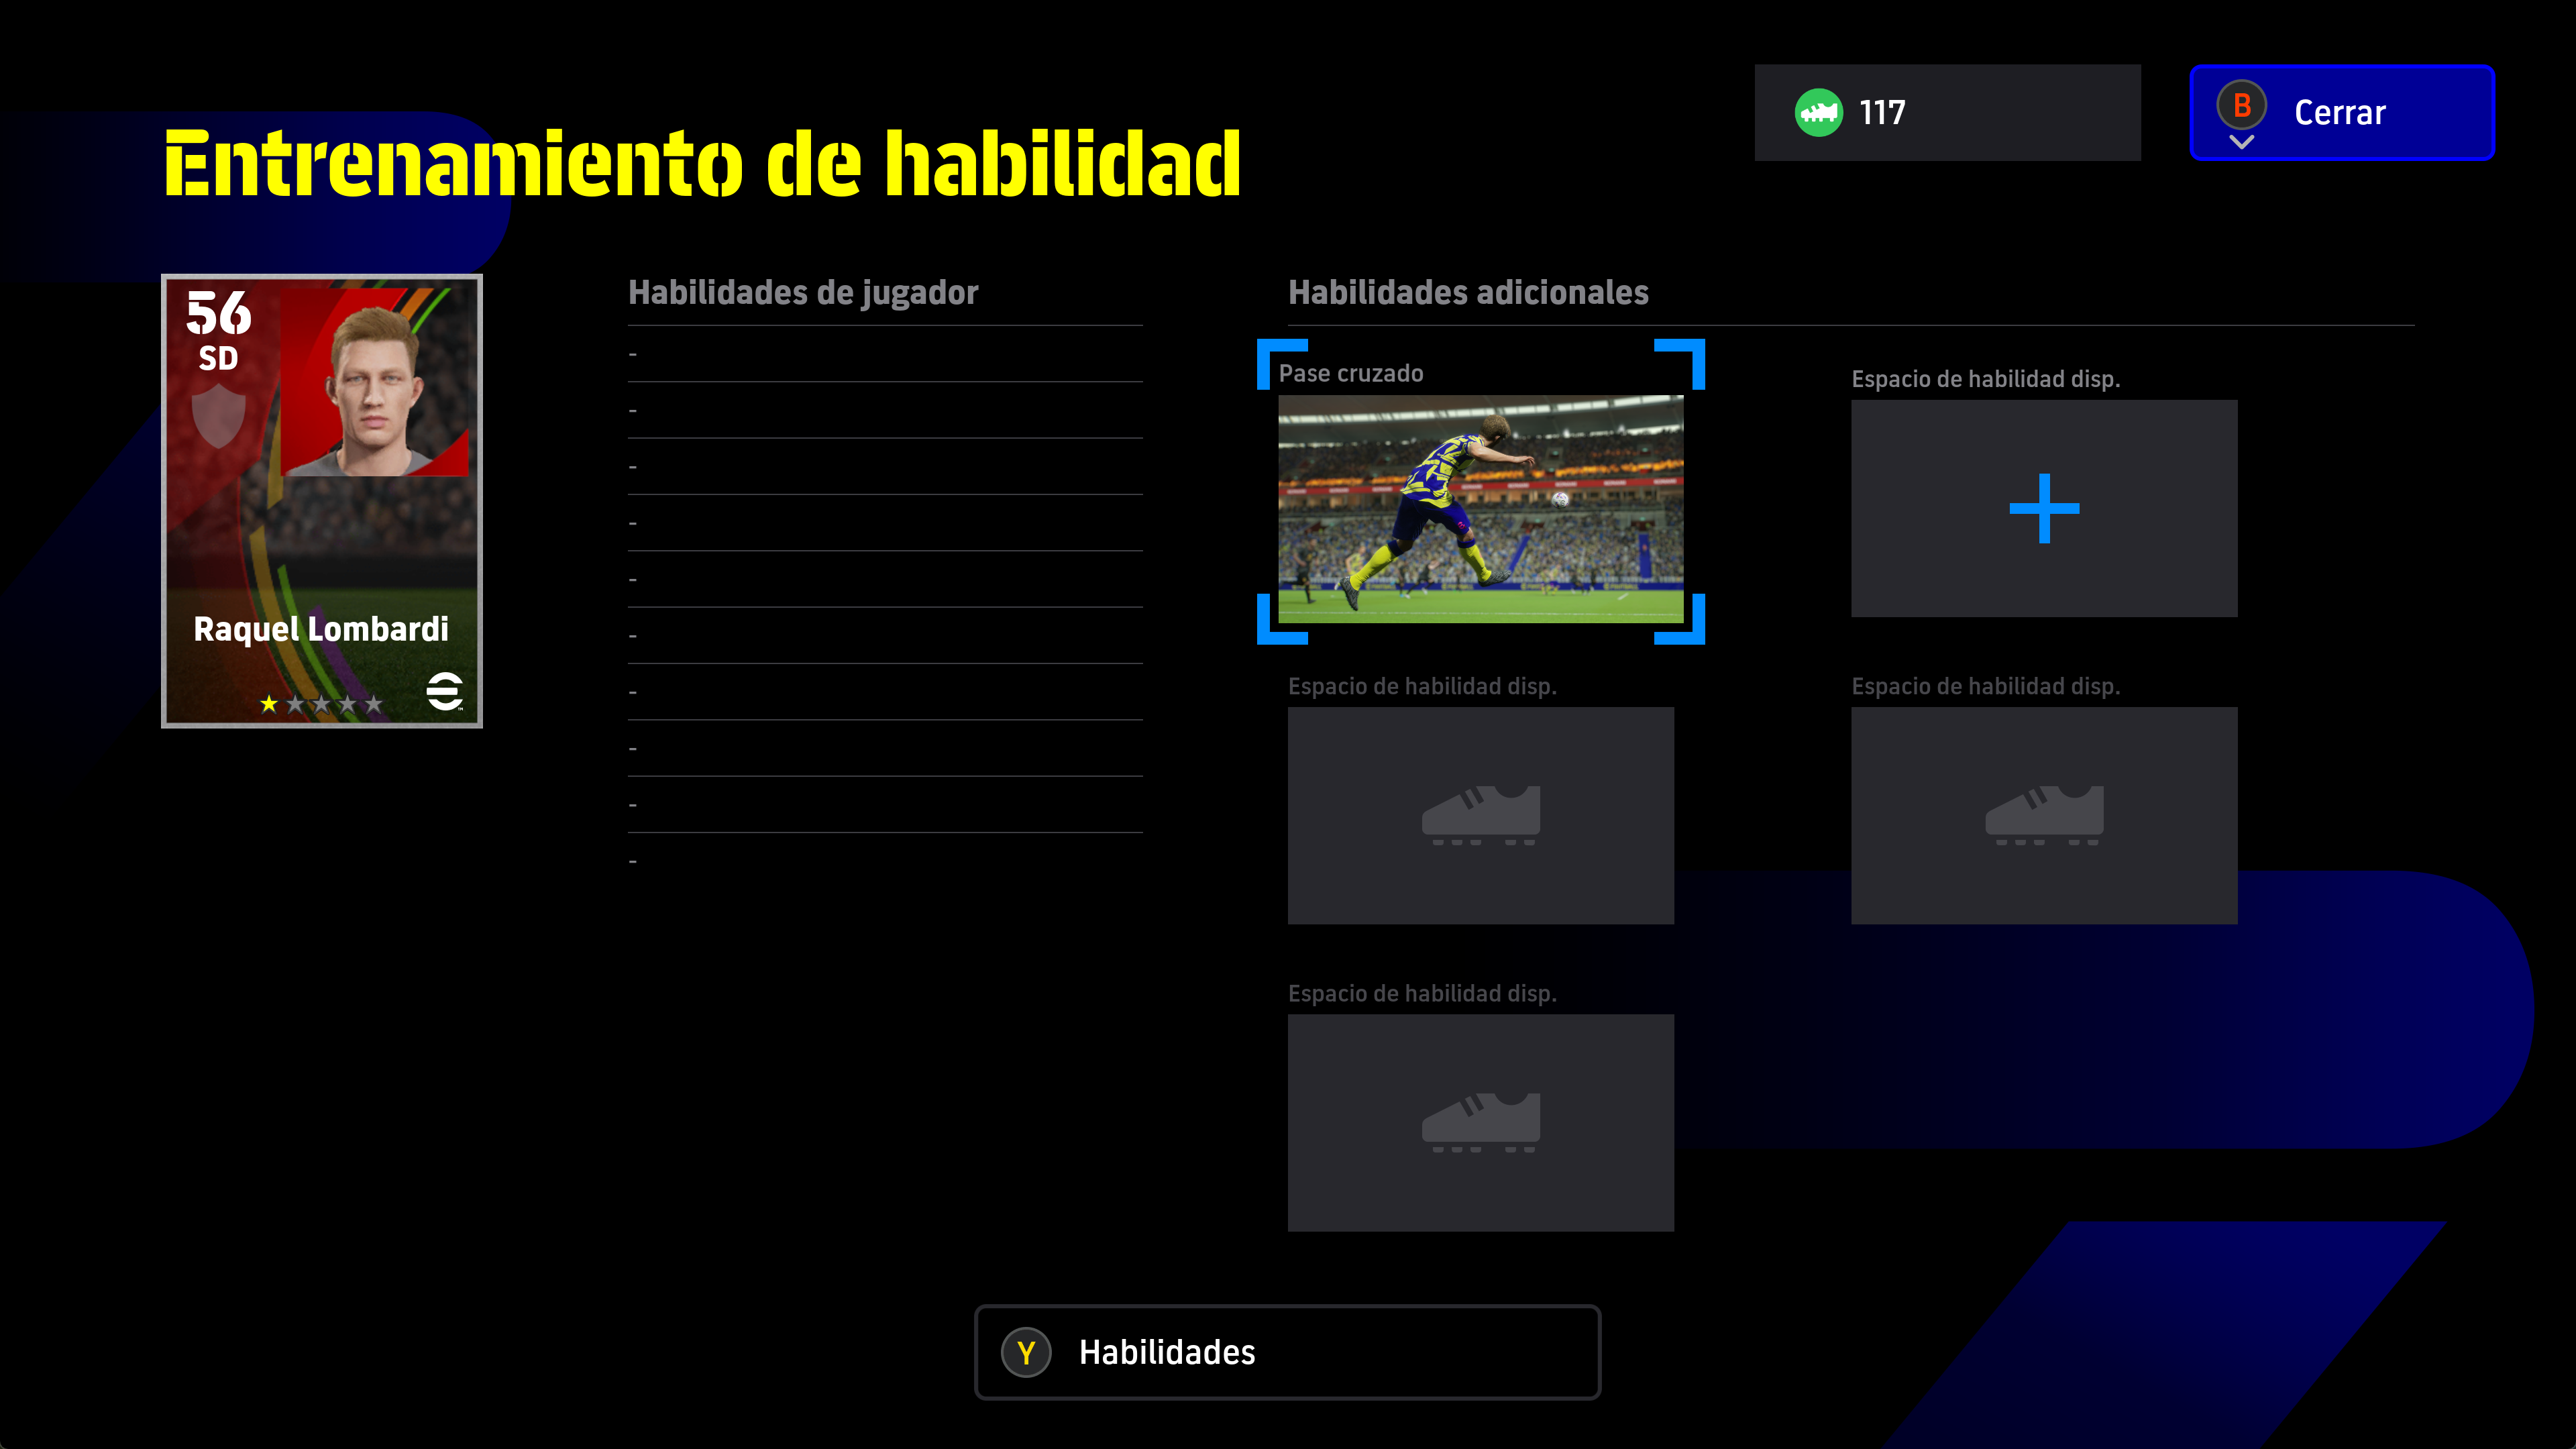 Entrenamiento de habilidad
117
B
Cerrar
56
SD
Raquel Lombardi
Habilidades de jugador
-
-
-
-
-
-
-
-
-
-
Habilidades adicionales
Pase cruzado
Espacio de habilidad disp.
Espacio de habilidad disp.
Espacio de habilidad disp.
Espacio de habilidad disp.
Y
Habilidades